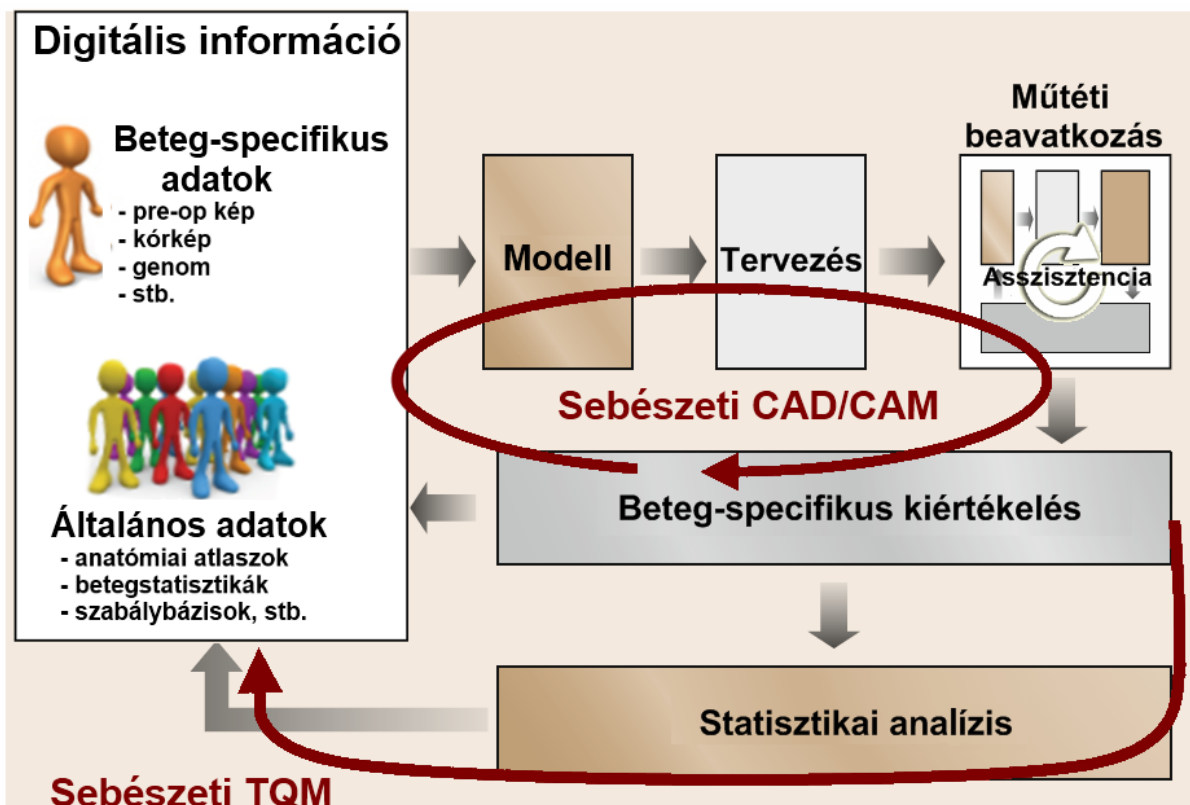 Digitális információ
Beteg-specifikus
adatok
- pre-op kép
- kórkép
- genom
- stb.
Általános adatok
- anatómiai atlaszok
- betegstatisztikák
- szabálybázisok, stb.
Modell
Tervezés
Műtéti
beavatkozás
Asszisztencia
Sebészeti CAD/CAM
Beteg-specifikus kiértékelés
Statisztikai analízis
Sebészeti TQM